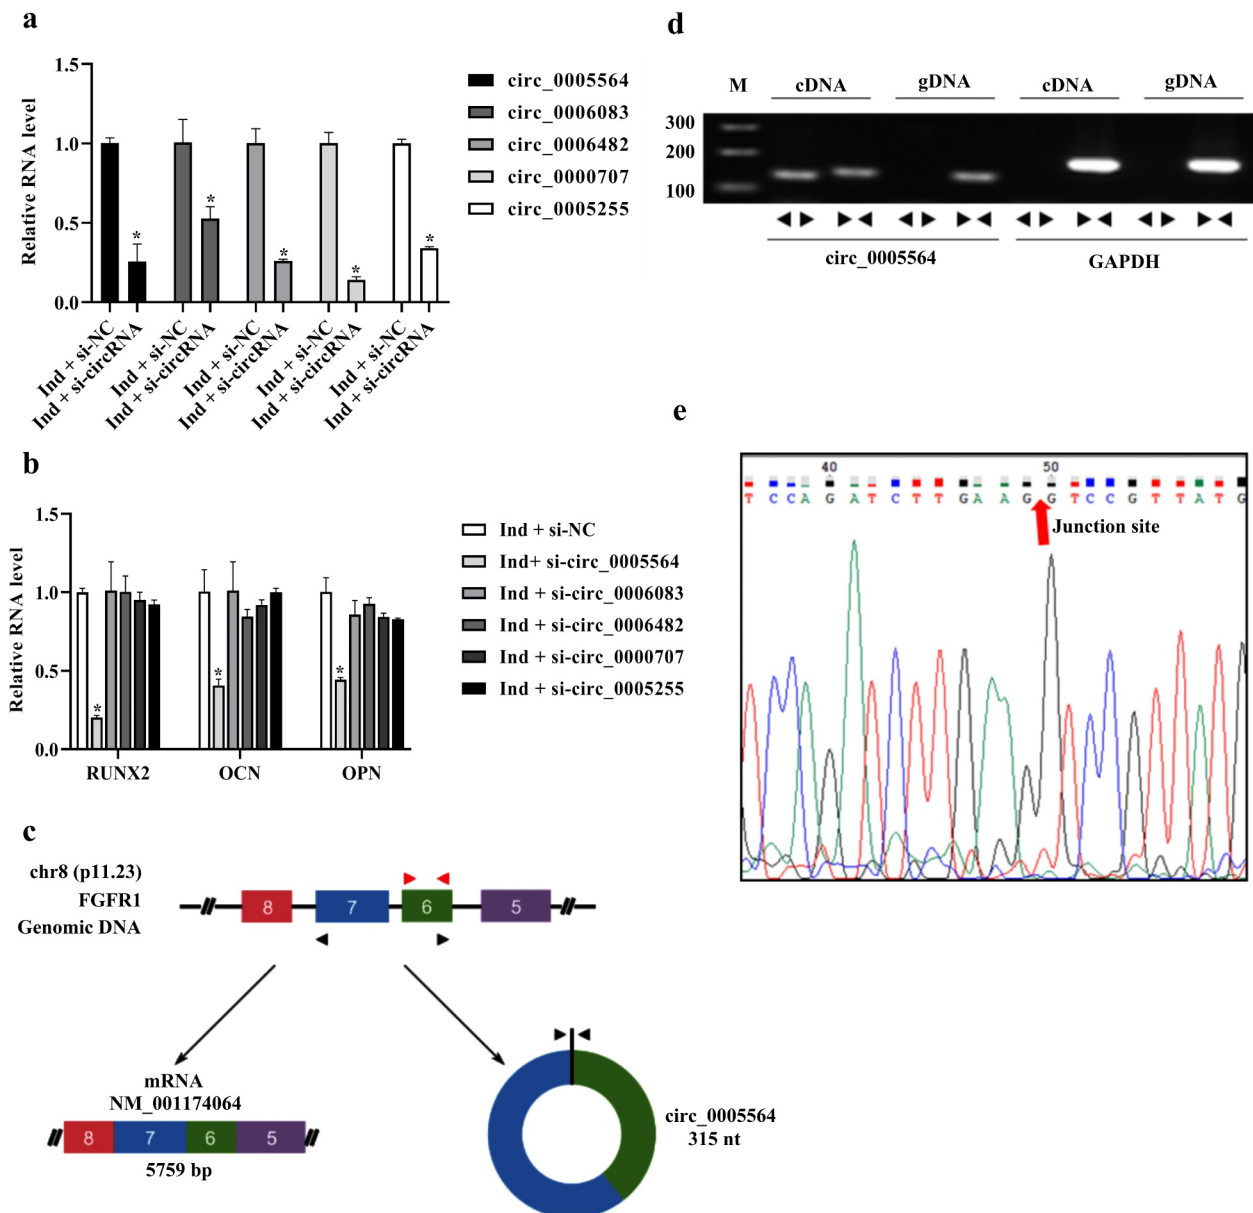 a
1.5
1.0
0.5
0.0
Relative RNA level
*
*
*
*
*
Ind + si-NC
Ind + si-circRNA
Ind + si-NC
Ind + si-circRNA
Ind + si-NC
Ind + si-circRNA
Ind + si-NC
Ind + si-circRNA
Ind + si-NC
Ind + si-circRNA
circ_0005564
circ_0006083
circ_0006482
circ_0000707
circ_0005255
b
1.5
1.0
0.5
0.0
Relative RNA level
*
*
*
RUNX2 OCN OPN
Ind + si-NC
Ind+ si-circ_0005564
Ind + si-circ_0006083
Ind + si-circ_0006482
Ind + si-circ_0000707
Ind + si-circ_0005255
c
chr8 (p11.23)
FGFR1
Genomic DNA
8 7 6 5
mRNA
NM_001174064
8 7 6 5
5759 bp
circ_0005564
315 nt
d
M cDNA gDNA cDNA gDNA
300
200
100
circ_0005564 GAPDH
e
40 50
T C C A G A T C T T G A A G G T C C G T T A T G
Junction site